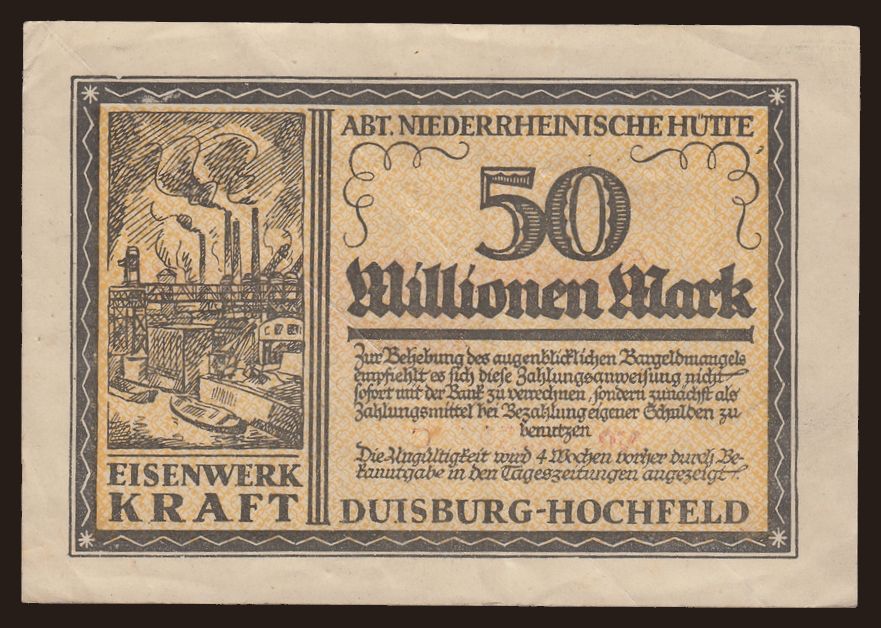 ABT. NIEDERRHEINISCHE HÜTTE
50
Millionen Mark
Zur Behebung des augenblicklichen Bargeldmangels
empfiehlt es sich diese Zahlungsanweisung nicht
sofort mit der Bank zu verrechnen, sondern zunächst als
Zahlungsmittel bei Bezahlung eigener Schulden zu
benutzen
Die Ungültigkeit wird 4 Wochen vorher durch Be-
kanntgabe in den Tageszeitungen angezeigt.
EISENWERK
KRAFT
DUISBURG-HOCHFELD